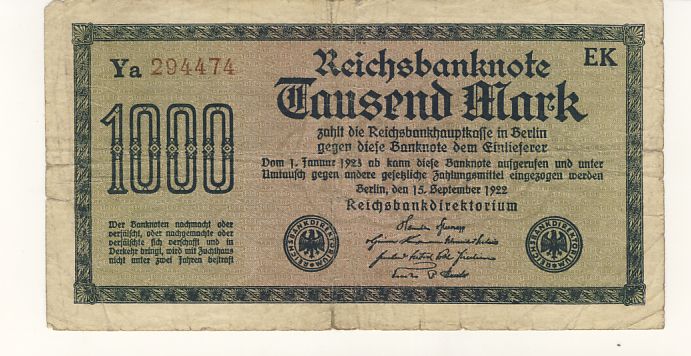 Ya 294474
EK
Reichsbanknote
Tausend Mark
zahlt die Reichsbankhauptkasse in Berlin
gegen diese Banknote dem Einlieferer
Vom 1. Januar 1923 ab kann diese Banknote aufgerufen und unter
Umtausch gegen andere gesetzliche Zahlungsmittel eingezogen werden
Berlin, den 15. September 1922
Reichsbankdirektorium
1000
Wer Banknoten nachmacht oder
verfälscht, oder nachgemachte oder
verfälschte sich verschafft und in
Verkehr bringt, wird mit Zuchthaus
nicht unter zwei Jahren bestraft
REICHSBANKDIREKTORIUM
REICHSBANKDIREKTORIUM